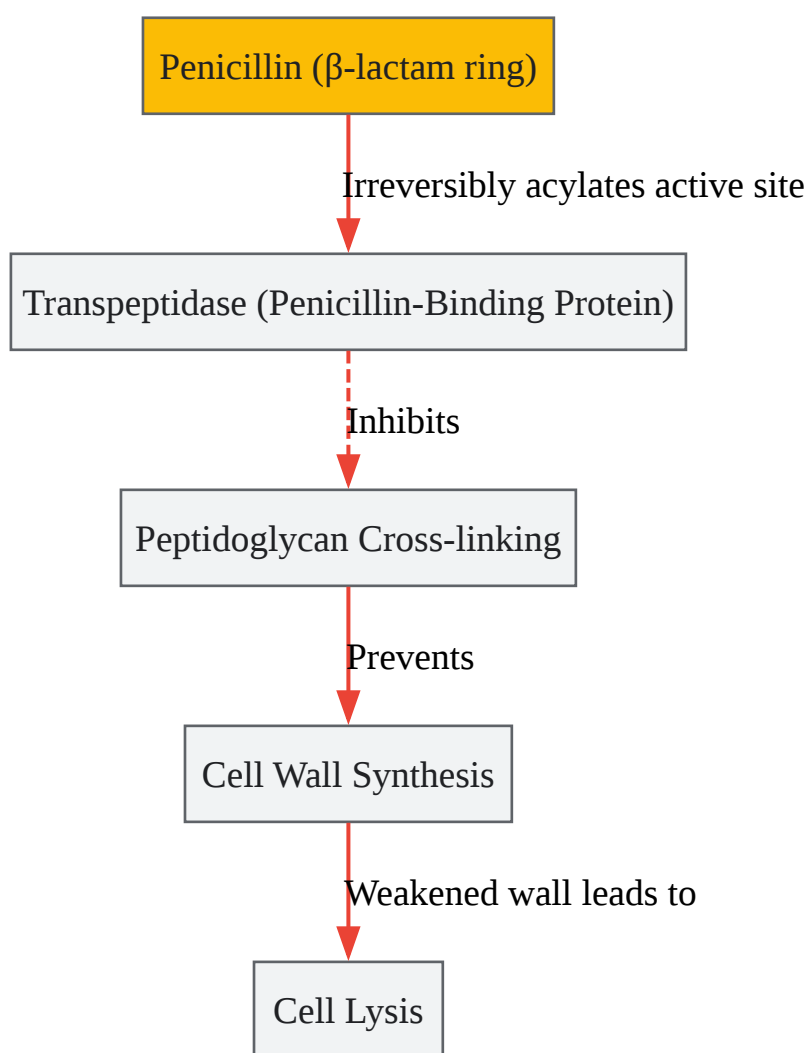 Penicillin (β-lactam ring)
Irreversibly acylates active site
Transpeptidase (Penicillin-Binding Protein)
Inhibits
Peptidoglycan Cross-linking
Prevents
Cell Wall Synthesis
Weakened wall leads to
Cell Lysis